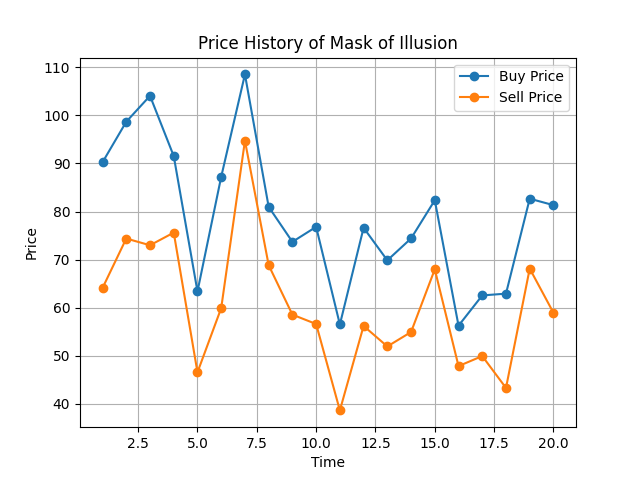 Price History of Mask of Illusion
Buy Price
Sell Price
110
100
90
80
70
60
50
40
Price
2.5 5.0 7.5 10.0 12.5 15.0 17.5 20.0
Time